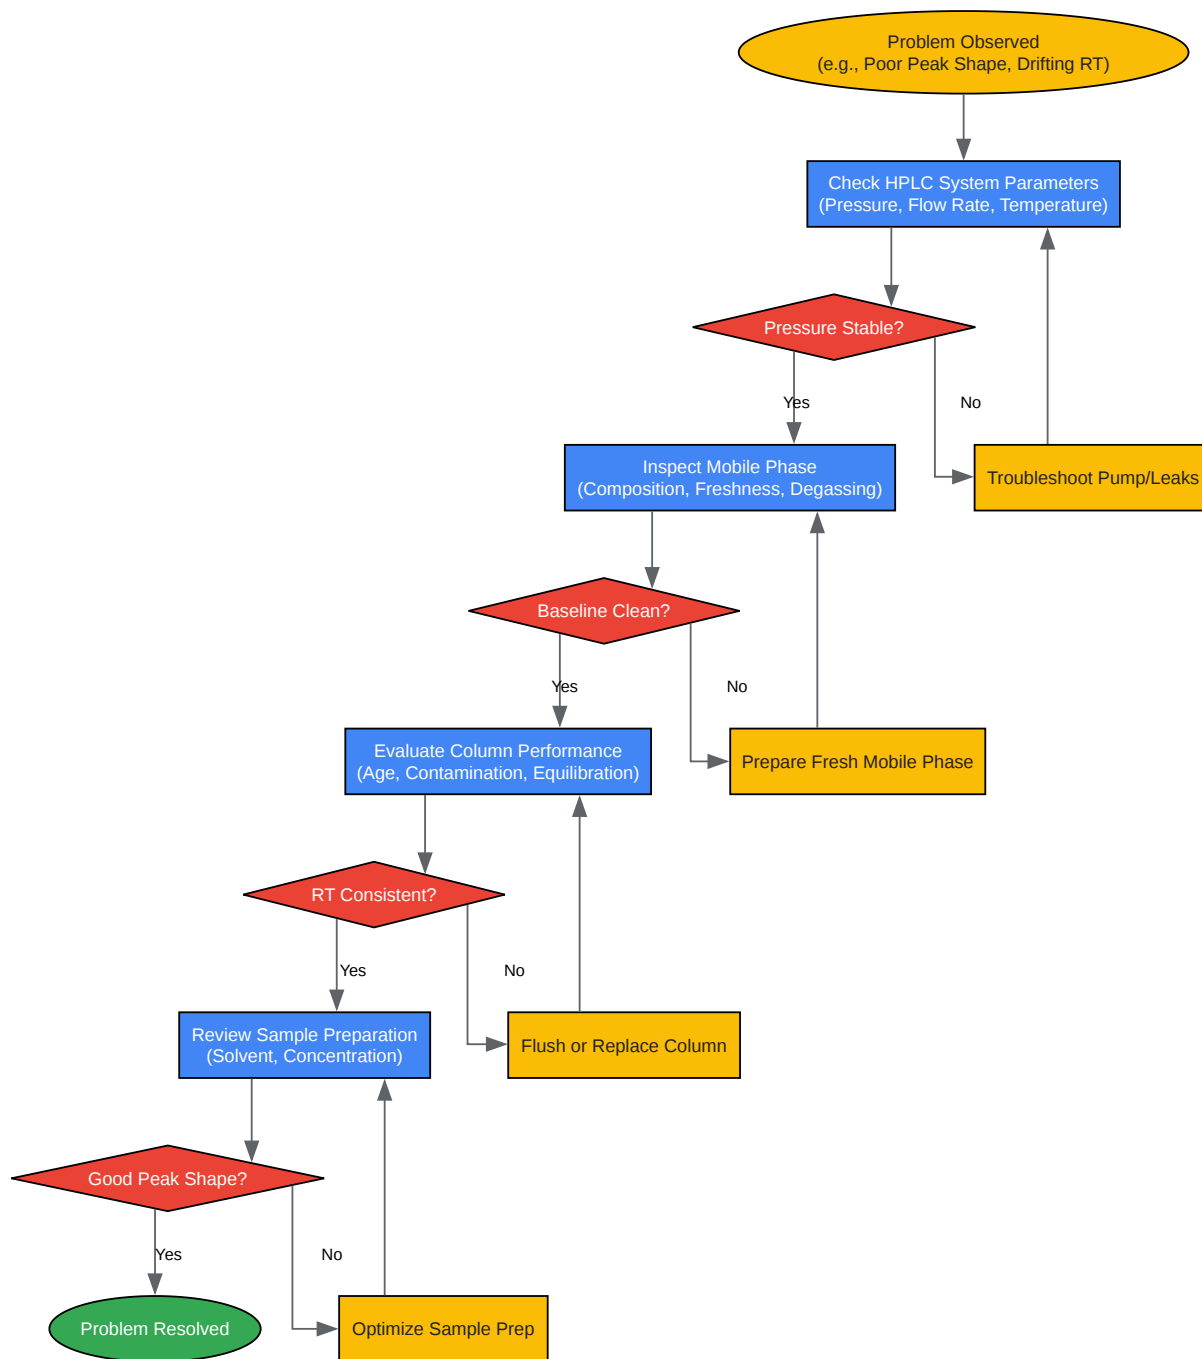 Problem Observed
(e.g., Poor Peak Shape, Drifting RT)
Check HPLC System Parameters
(Pressure, Flow Rate, Temperature)
Pressure Stable?
Yes
No
Inspect Mobile Phase
(Composition, Freshness, Degassing)
Troubleshoot Pump/Leaks
Baseline Clean?
Yes
No
Evaluate Column Performance
(Age, Contamination, Equilibration)
Prepare Fresh Mobile Phase
RT Consistent?
Yes
No
Review Sample Preparation
(Solvent, Concentration)
Flush or Replace Column
Good Peak Shape?
Yes
No
Problem Resolved
Optimize Sample Prep